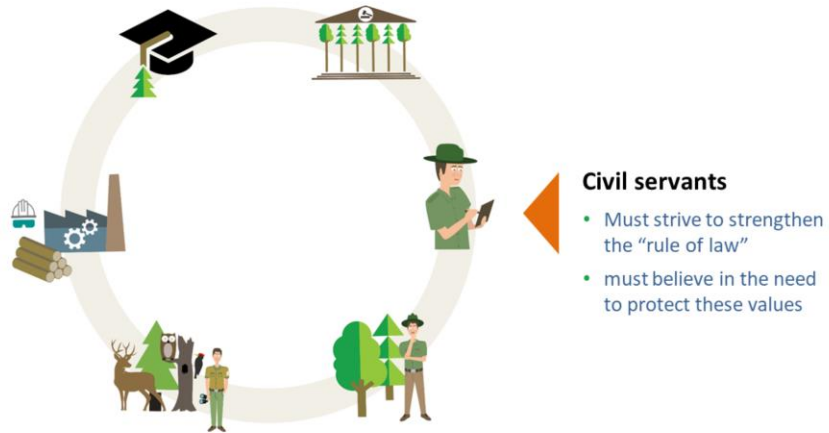 Civil servants
• Must strive to strengthen
the “rule of law”
• must believe in the need
to protect these values